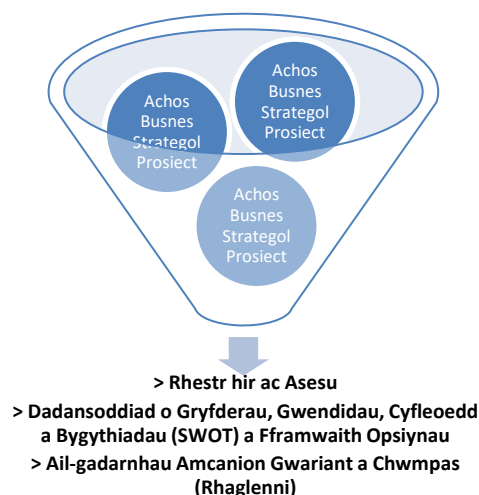 Achos
Busnes
Strategol
Prosiect
Achos
Busnes
Strategol
Prosiect
Achos
Busnes
Strategol
Prosiect
> Rhestr hir ac Asesu
> Dadansoddiad o Gryfderau, Gwendidau, Cyfleoedd
a Bygythiadau (SWOT) a Fframwaith Opsiynau
> Ail-gadarnhau Amcanion Gwariant a Chwmpas
(Rhaglenni)